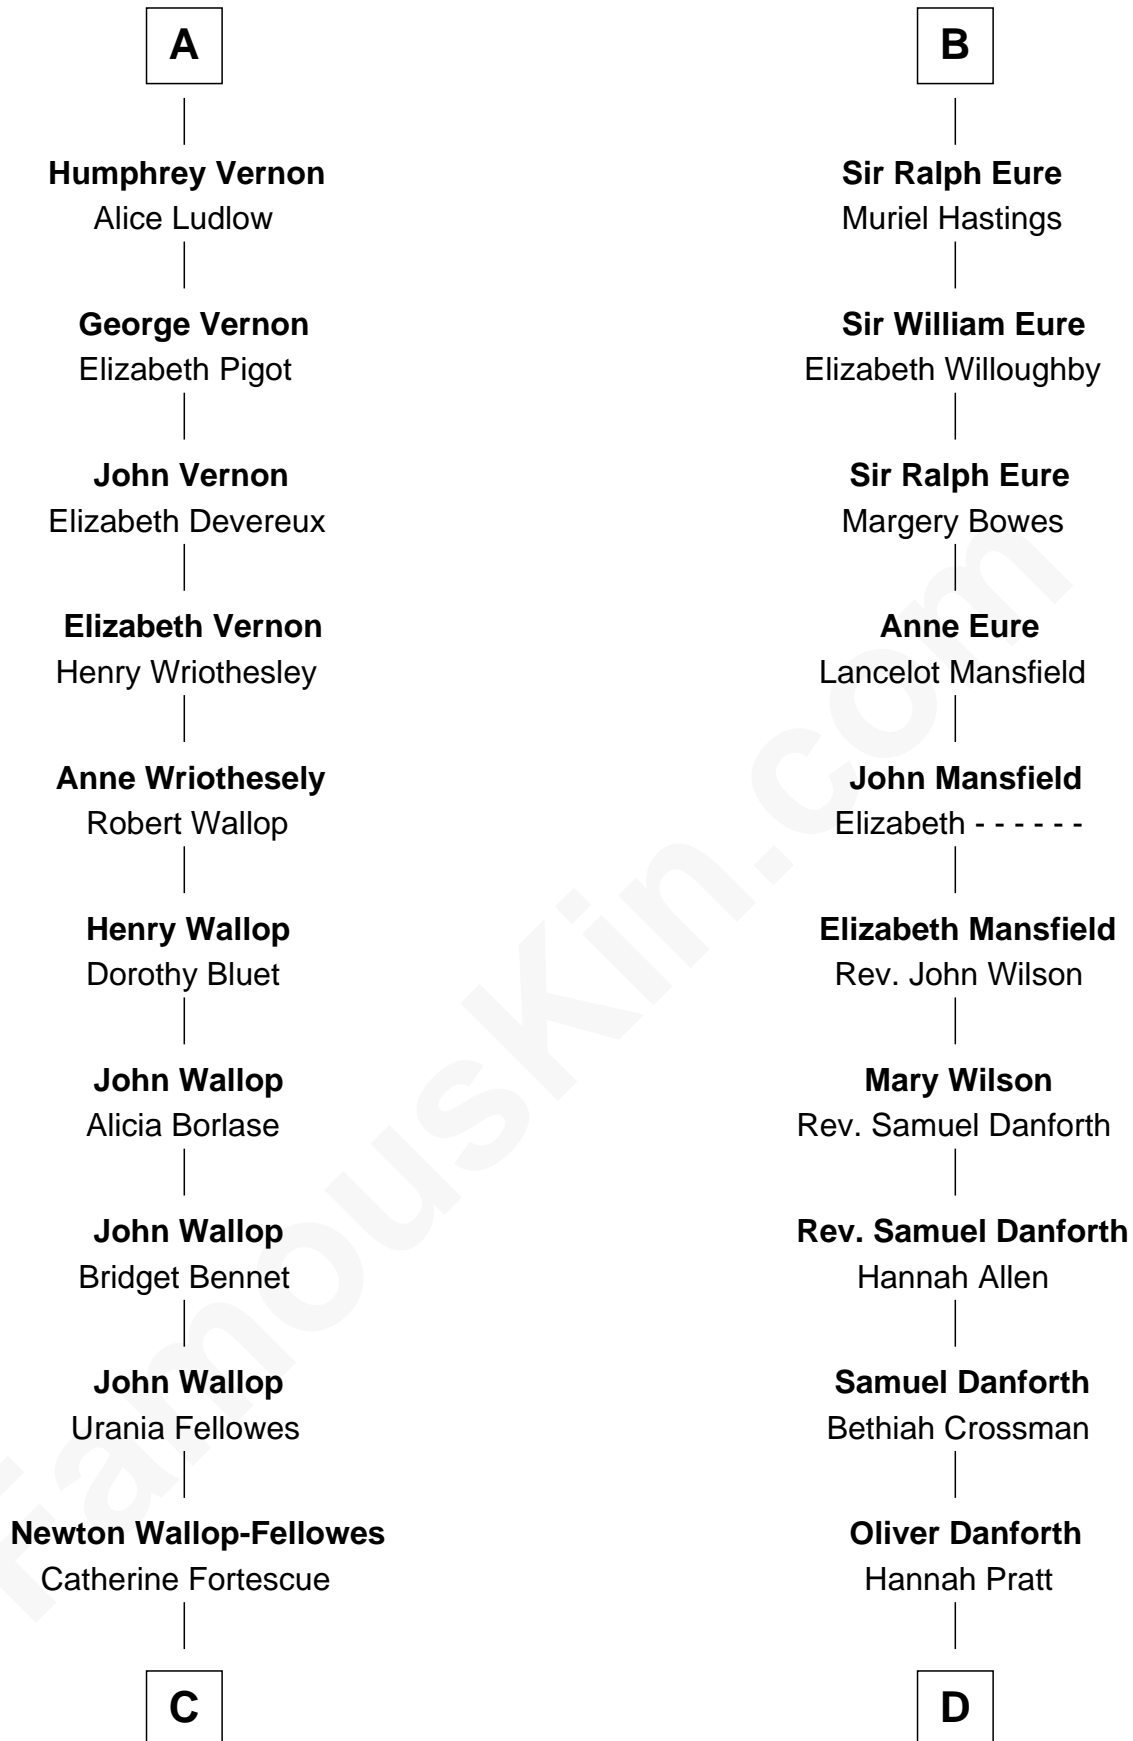 A
Humphrey Vernon
Alice Ludlow
George Vernon
Elizabeth Pigot
John Vernon
Elizabeth Devereux
Elizabeth Vernon
Henry Wriothesley
Anne Wriothesely
Robert Wallop
Henry Wallop
Dorothy Bluet
John Wallop
Alicia Borlase
John Wallop
Bridget Bennet
John Wallop
Urania Fellowes
Newton Wallop-Fellowes
Catherine Fortescue
C
B
Sir Ralph Eure
Muriel Hastings
Sir William Eure
Elizabeth Willoughby
Sir Ralph Eure
Margery Bowes
Anne Eure
Lancelot Mansfield
John Mansfield
Elizabeth - - - - - -
Elizabeth Mansfield
Rev. John Wilson
Mary Wilson
Rev. Samuel Danforth
Rev. Samuel Danforth
Hannah Allen
Samuel Danforth
Bethiah Crossman
Oliver Danforth
Hannah Pratt
D
FamousKin.com